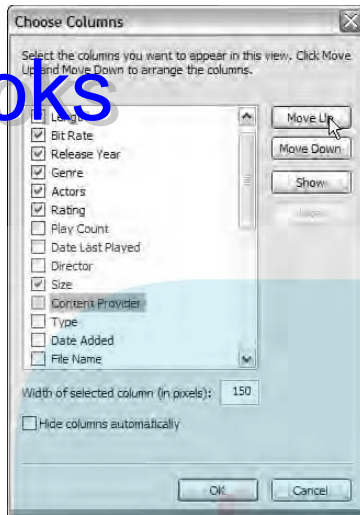 Choose Columns
Select the columns you want to appear in this view. Click Move
Up and Move Down to arrange the columns.
oks
Length
Move Up
Bit Rate
Release Year
Move Down
Genre
Actors
Show
Rating
Play Count
Date Last Played
Director
Size
Content Provider
Type
Date Added
File Name
Width of selected column (in pixels): 150
Hide columns automatically
OK
Cancel